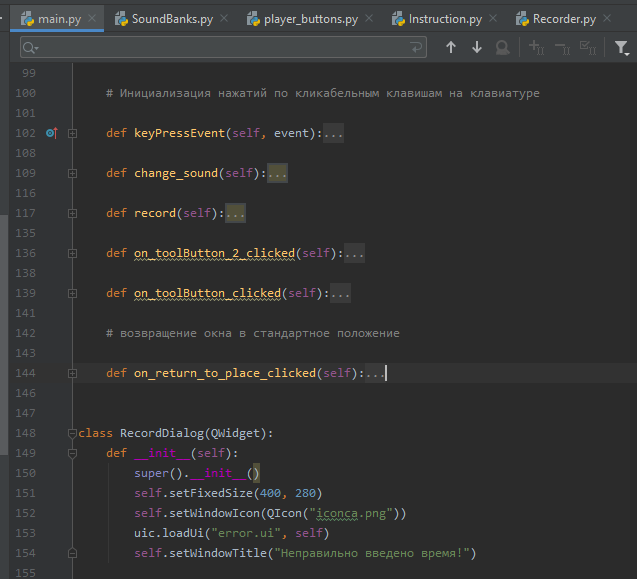 main.py SoundBanks.py player_buttons.py Instruction.py Recorder.py
99
100 # Инициализация нажатий по кликабельным клавишам на клавиатуре
101
102 def keyPressEvent(self, event):...
108
109 def change_sound(self):...
116
117 def record(self):...
135
136 def on_toolButton_2_clicked(self):...
138
139 def on_toolButton_clicked(self):...
141
142 # возвращение окна в стандартное положение
143
144 def on_return_to_place_clicked(self):...
146
147
148 class RecordDialog(QWidget):
149 def __init__(self):
150 super().__init__()
151 self.setFixedSize(400, 280)
152 self.setWindowIcon(QIcon("iconca.png"))
153 uic.loadUi("error.ui", self)
154 self.setWindowTitle("Неправильно введено время!")
155